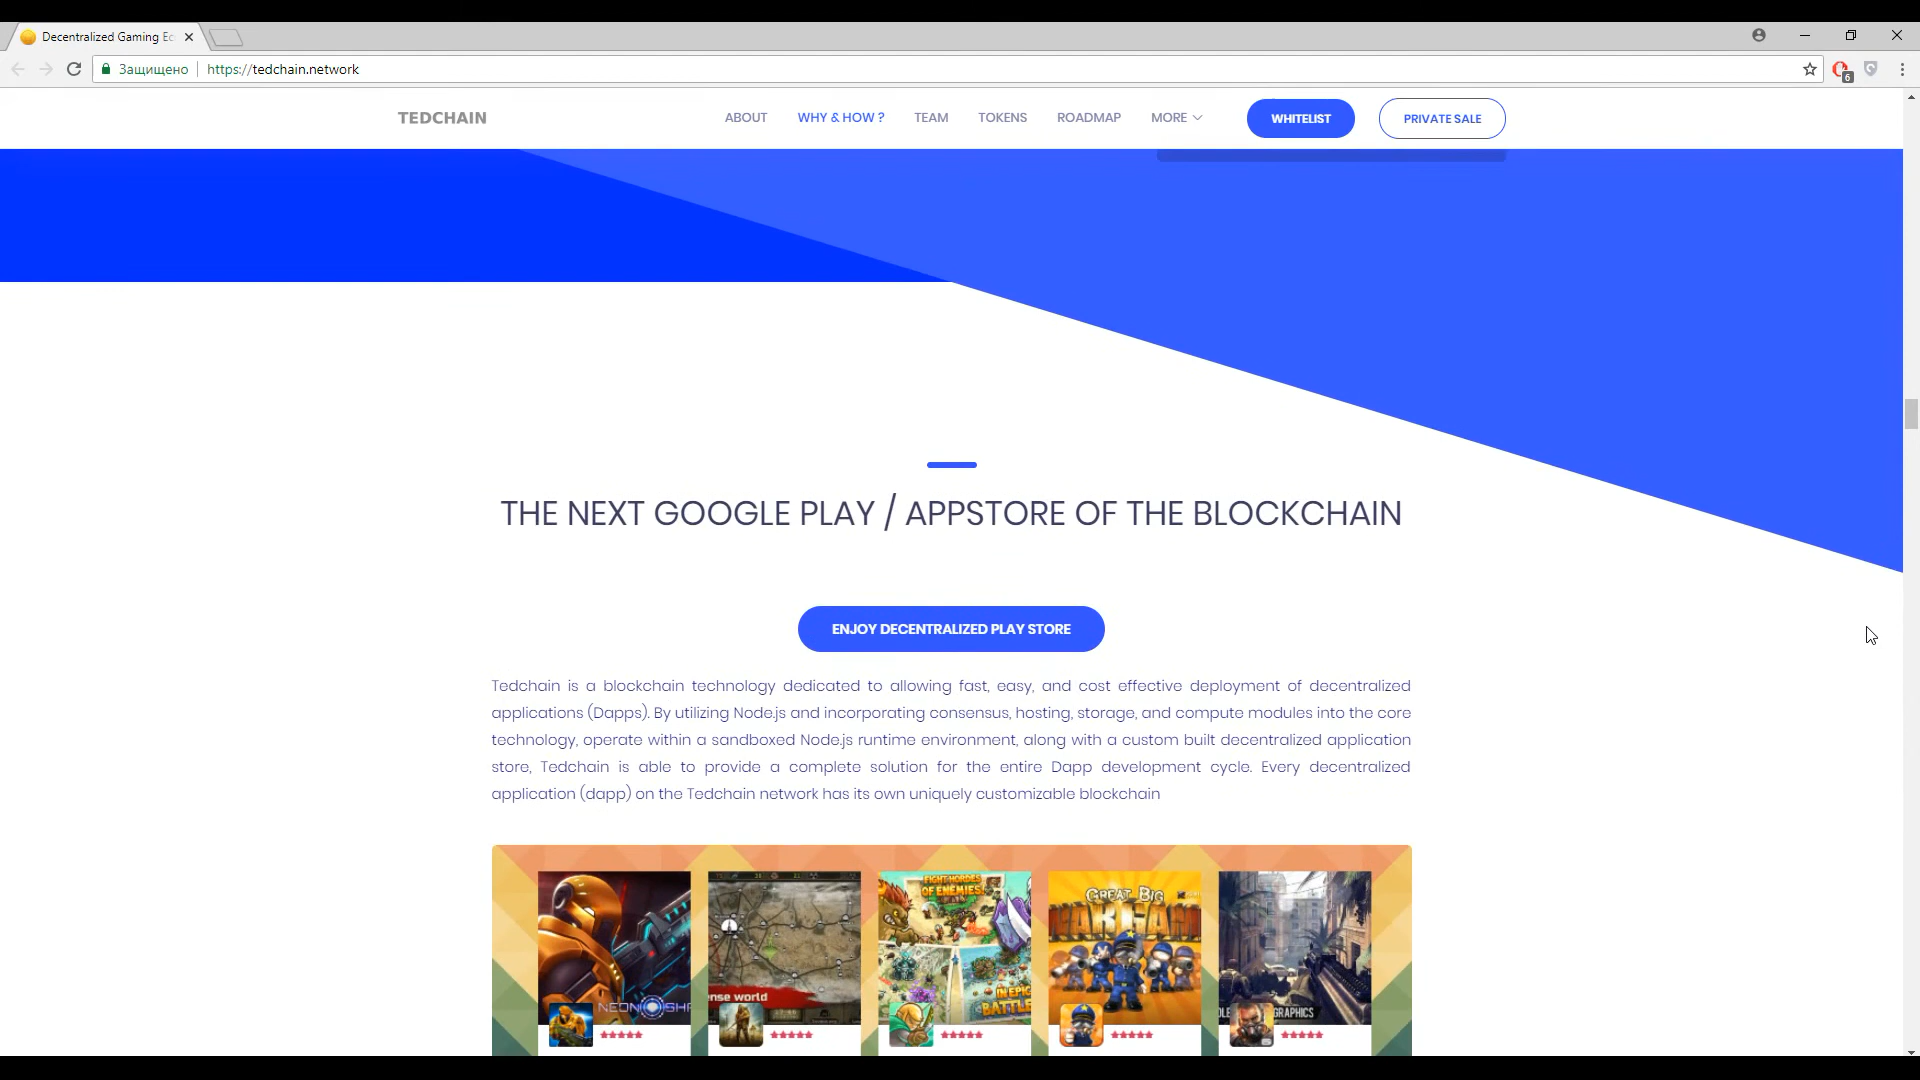 Decentralized Gaming Ec
Защищено https://tedchain.network
6
TEDCHAIN ABOUT WHY & HOW ? TEAM TOKENS ROADMAP MORE WHITELIST PRIVATE SALE
THE NEXT GOOGLE PLAY / APPSTORE OF THE BLOCKCHAIN
ENJOY DECENTRALIZED PLAY STORE
Tedchain is a blockchain technology dedicated to allowing fast, easy, and cost effective deployment of decentralized
applications (Dapps). By utilizing Node.js and incorporating consensus, hosting, storage, and compute modules into the core
technology, operate within a sandboxed Node.js runtime environment, along with a custom built decentralized application
store, Tedchain is able to provide a complete solution for the entire Dapp development cycle. Every decentralized
application (dapp) on the Tedchain network has its own uniquely customizable blockchain
FIGHT HORDES
OF ENEMIES!
GREAT BIG
nse world
IN EPIC
BATTLE
GRAPHICS